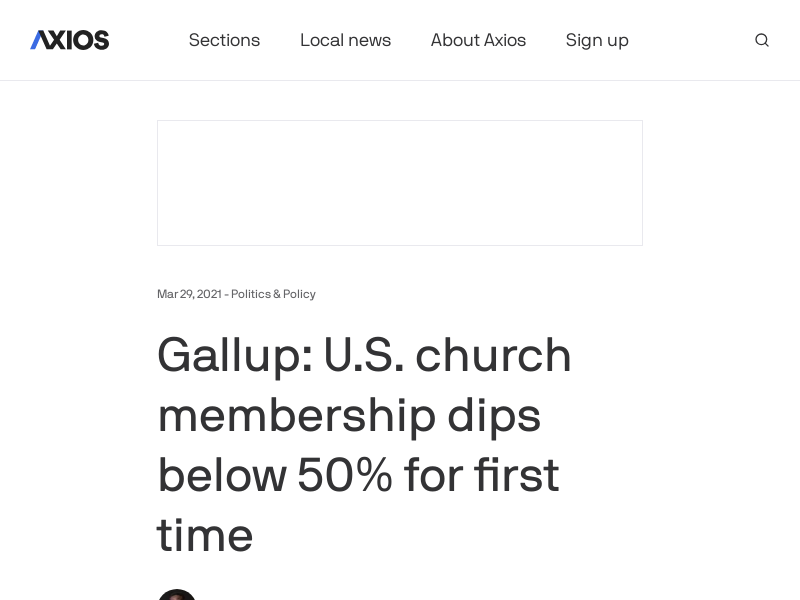 AXIOS
Sections
Local news
About Axios
Sign up
Mar 29, 2021 - Politics & Policy
Gallup: U.S. church
membership dips
below 50% for first
time